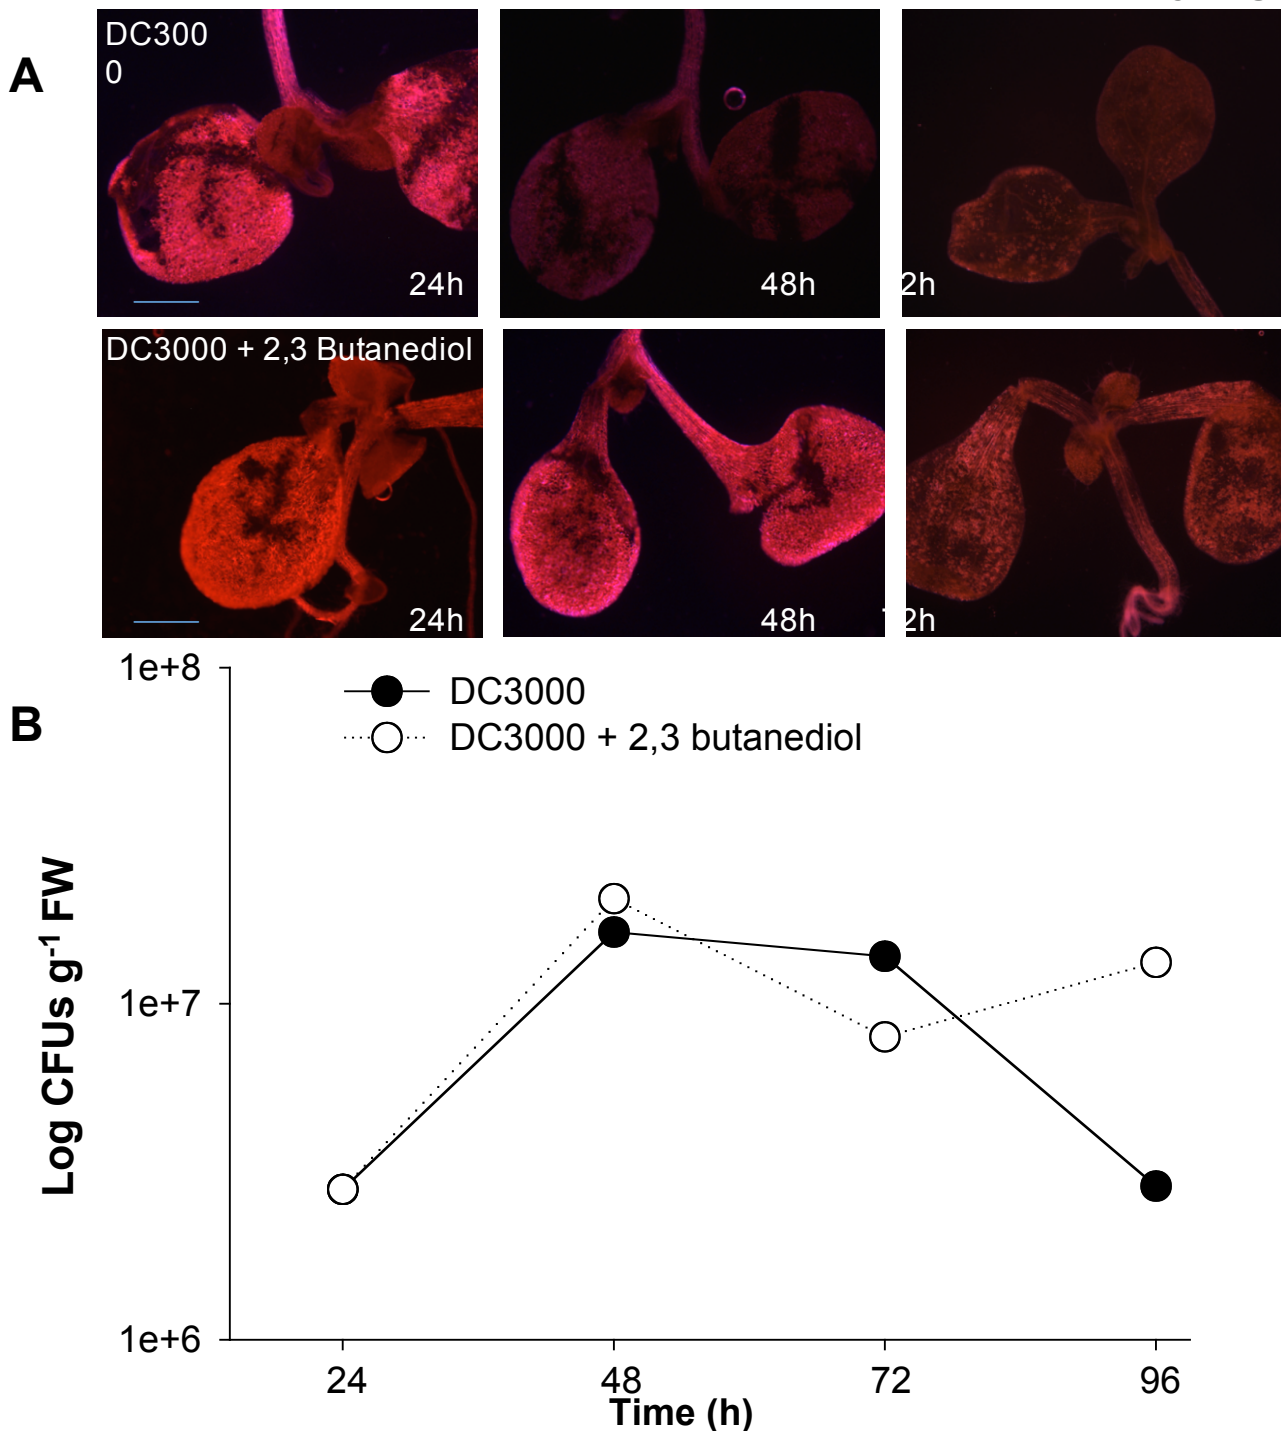 A
DC300
0
24h
48h
2h
DC3000 + 2,3 Butanediol
24h
48h
2h
B
1e+8
1e+7
1e+6
DC3000
DC3000 + 2,3 butanediol
Log CFUs g⁻¹ FW
24
48
72
96
Time (h)